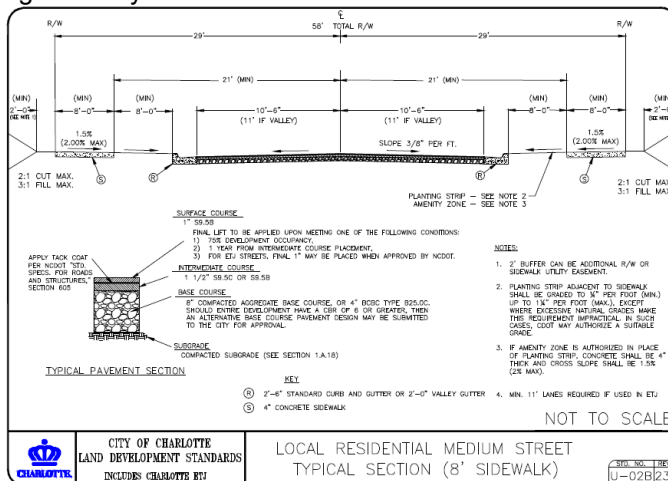 R/W
℄
R/W
58' TOTAL R/W
29'
29'
21' (MIN)
21' (MIN)
(MIN)
2'-0"
(SEE NOTE 1)
(MIN)
8'-0"
(MIN)
8'-0"
10'-6"
(11' IF VALLEY)
10'-6"
(11' IF VALLEY)
(MIN)
8'-0"
(MIN)
8'-0"
(MIN)
2'-0"
1.5%
(2.00% MAX)
SLOPE 3/8" PER FT.
1.5%
(2.00% MAX)
S
R
R
S
2:1 CUT MAX.
3:1 FILL MAX.
2:1 CUT MAX
3:1 FILL MAX
PLANTING STRIP – SEE NOTE 2
AMENITY ZONE – SEE NOTE 3
SURFACE COURSE
1" S9.5B
FINAL LIFT TO BE APPLIED UPON MEETING ONE OF THE FOLLOWING CONDITIONS:
1) 75% DEVELOPMENT OCCUPANCY,
2) 1 YEAR FROM INTERMEDIATE COURSE PLACEMENT,
3) FOR ETJ STREETS, FINAL 1" MAY BE PLACED WHEN APPROVED BY NCDOT.
APPLY TACK COAT
PER NCDOT "STD.
SPECS. FOR ROADS
AND STRUCTURES,"
SECTION 605
INTERMEDIATE COURSE
1 1/2" S9.5C OR S9.5B
BASE COURSE
8" COMPACTED AGGREGATE BASE COURSE, OR 4" BCBC TYPE B25.0C.
SHOULD ENTIRE DEVELOPMENT HAVE A CBR OF 6 OR GREATER, THEN
AN ALTERNATIVE BASE COURSE PAVEMENT DESIGN MAY BE SUBMITTED
TO THE CITY FOR APPROVAL.
SUBGRADE
COMPACTED SUBGRADE (SEE SECTION 1.A.18)
TYPICAL PAVEMENT SECTION
KEY
R 2'-6" STANDARD CURB AND GUTTER OR 2'-0" VALLEY GUTTER
S 4" CONCRETE SIDEWALK
NOTES:
1. 2' BUFFER CAN BE ADDITIONAL R/W OR
SIDEWALK UTILITY EASEMENT.
2. PLANTING STRIP ADJACENT TO SIDEWALK
SHALL BE GRADED TO ¼" PER FOOT (MIN.)
UP TO 1¼" PER FOOT (MAX.), EXCEPT
WHERE EXCESSIVE NATURAL GRADES MAKE
THIS REQUIREMENT IMPRACTICAL. IN SUCH
CASES, CDOT MAY AUTHORIZE A SUITABLE
GRADE.
3. IF AMENITY ZONE IS AUTHORIZED IN PLACE
OF PLANTING STRIP, CONCRETE SHALL BE 4"
THICK AND CROSS SLOPE SHALL BE 1.5%
(2% MAX).
4. MIN. 11' LANES REQUIRED IF USED IN ETJ
NOT TO SCALE
CHARLOTTE
CITY OF CHARLOTTE
LAND DEVELOPMENT STANDARDS
INCLUDES CHARLOTTE ETJ
LOCAL RESIDENTIAL MEDIUM STREET
TYPICAL SECTION (8' SIDEWALK)
STD. NO.
U-02B